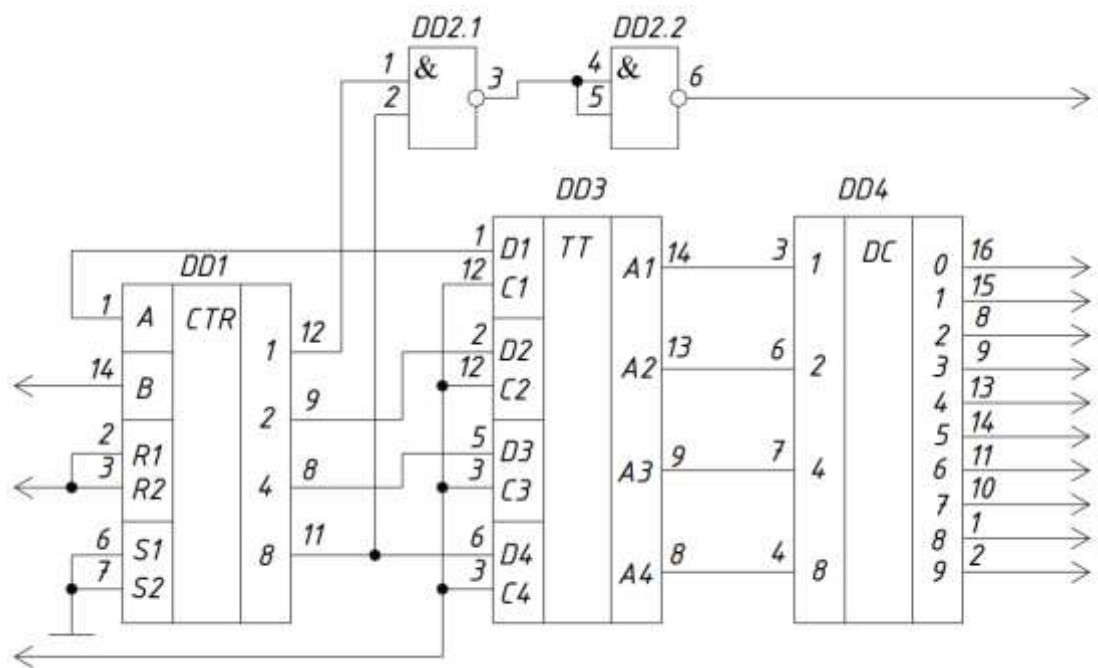 DD2.1 DD2.2
1 & 3 4 & 6
2 5
DD3 DD4
1 D1 TT A1 14 3 1 DC 0 16
12 C1 1 15
DD1 2 8
1 A CTR 1 12 2 D2 A2 13 6 2 3 9
14 B 2 9 12 C2 4 13
2 R1 5 D3 5 14
3 R2 4 8 3 C3 A3 9 7 4 6 11
7 10
6 S1 8 11 6 D4 8 1
7 S2 3 C4 A4 8 4 8 9 2